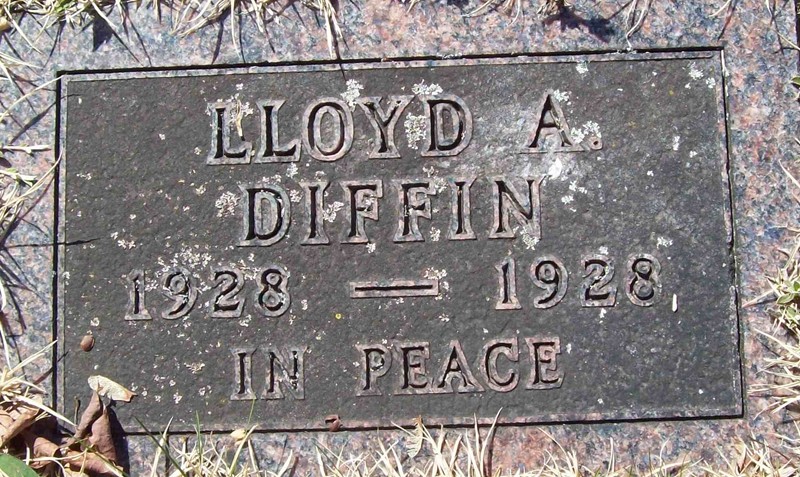 LLOYD A.
DIFFIN
1928 — 1928
IN PEACE